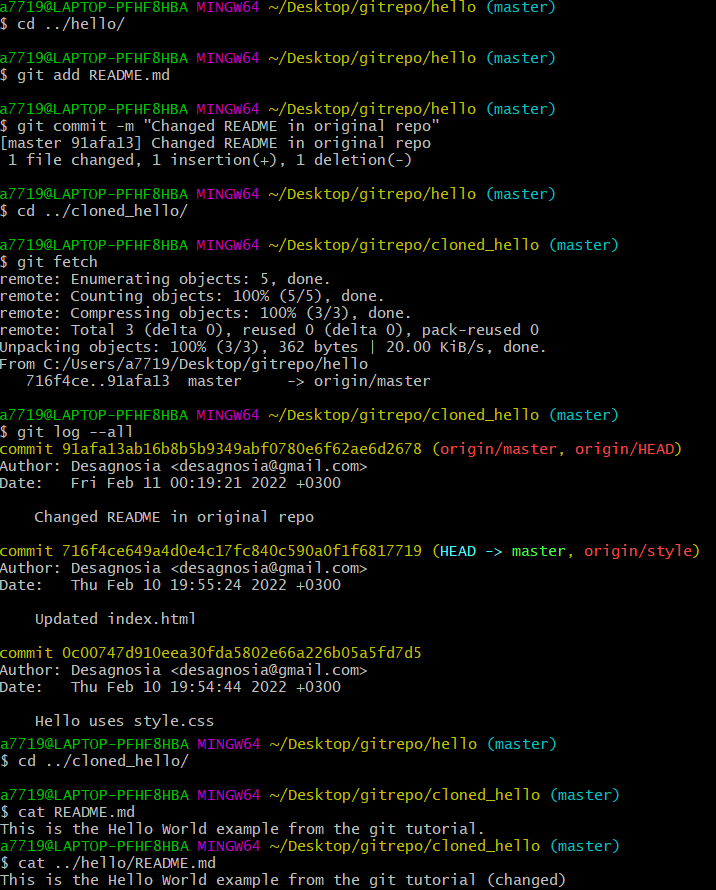 a7719@LAPTOP-PFHF8HBA MINGW64 ~/Desktop/gitrepo/hello (master)
$ cd ../hello/
a7719@LAPTOP-PFHF8HBA MINGW64 ~/Desktop/gitrepo/hello (master)
$ git add README.md
a7719@LAPTOP-PFHF8HBA MINGW64 ~/Desktop/gitrepo/hello (master)
$ git commit -m "Changed README in original repo"
[master 91afa13] Changed README in original repo
 1 file changed, 1 insertion(+), 1 deletion(-)
a7719@LAPTOP-PFHF8HBA MINGW64 ~/Desktop/gitrepo/hello (master)
$ cd ../cloned_hello/
a7719@LAPTOP-PFHF8HBA MINGW64 ~/Desktop/gitrepo/cloned_hello (master)
$ git fetch
remote: Enumerating objects: 5, done.
remote: Counting objects: 100% (5/5), done.
remote: Compressing objects: 100% (3/3), done.
remote: Total 3 (delta 0), reused 0 (delta 0), pack-reused 0
Unpacking objects: 100% (3/3), 362 bytes | 20.00 KiB/s, done.
From C:/Users/a7719/Desktop/gitrepo/hello
   716f4ce..91afa13  master     -> origin/master
a7719@LAPTOP-PFHF8HBA MINGW64 ~/Desktop/gitrepo/cloned_hello (master)
$ git log --all
commit 91afa13ab16b8b5b9349abf0780e6f62ae6d2678 (origin/master, origin/HEAD)
Author: Desagnosia <desagnosia@gmail.com>
Date:   Fri Feb 11 00:19:21 2022 +0300
    Changed README in original repo
commit 716f4ce649a4d0e4c17fc840c590a0f1f6817719 (HEAD -> master, origin/style)
Author: Desagnosia <desagnosia@gmail.com>
Date:   Thu Feb 10 19:55:24 2022 +0300
    Updated index.html
commit 0c00747d910eea30fda5802e66a226b05a5fd7d5
Author: Desagnosia <desagnosia@gmail.com>
Date:   Thu Feb 10 19:54:44 2022 +0300
    Hello uses style.css
a7719@LAPTOP-PFHF8HBA MINGW64 ~/Desktop/gitrepo/hello (master)
$ cd ../cloned_hello/
a7719@LAPTOP-PFHF8HBA MINGW64 ~/Desktop/gitrepo/cloned_hello (master)
$ cat README.md
This is the Hello World example from the git tutorial.
a7719@LAPTOP-PFHF8HBA MINGW64 ~/Desktop/gitrepo/cloned_hello (master)
$ cat ../hello/README.md
This is the Hello World example from the git tutorial (changed)